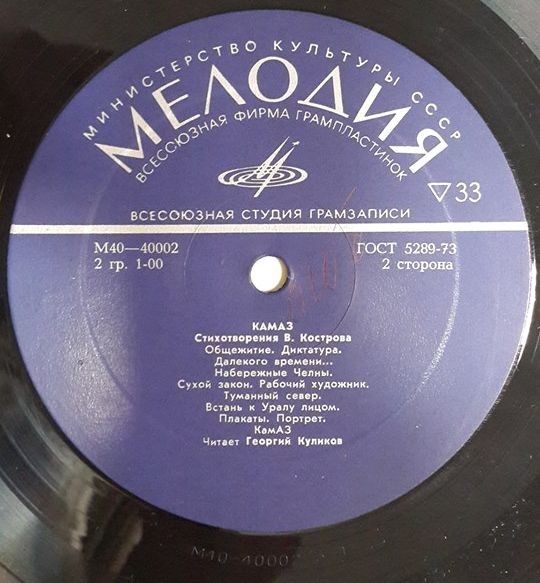 МИНИСТЕРСТВО КУЛЬТУРЫ СССР
МЕЛОДИЯ
ВСЕСОЮЗНАЯ ФИРМА ГРАМПЛАСТИНОК
▽ 33
ВСЕСОЮЗНАЯ СТУДИЯ ГРАМЗАПИСИ
М40—40002 ГОСТ 5289-73
2 гр. 1-00 2 сторона
КАМАЗ
Стихотворения В. Кострова
Общежитие. Диктатура.
Далекого времени...
Набережные Челны.
Сухой закон. Рабочий художник.
Туманный север.
Встань к Уралу лицом.
Плакаты. Портрет.
КамАЗ
Читает Георгий Куликов
М40-40002